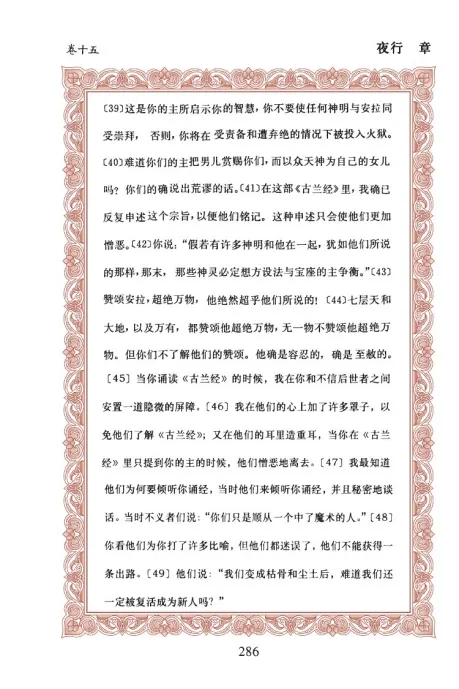 卷十五
夜行 章
〔39〕这是你的主所启示你的智慧，你不要使任何神明与安拉同
受崇拜， 否则，你将在 受责备和遭弃绝的情况下被投入火狱。
〔40〕难道你们的主把男儿赏赐你们，而以众天神为自己的女儿
吗？你们的确说出荒谬的话。〔41〕在这部《古兰经》里，我确已
反复申述这个宗旨，以便他们铭记。这种申述只会使他们更加
憎恶。〔42〕你说：“假若有许多神明和他在一起，犹如他们所说
的那样，那末， 那些神灵必定想方设法与宝座的主争衡。”〔43〕
赞颂安拉，超绝万物， 他绝然超乎他们所说的！〔44〕七层天和
大地，以及万有， 都赞颂他超绝万物，无一物不赞颂他超绝万
物。但你们不了解他们的赞颂。他确是容忍的， 确是 至赦的。
〔45〕当你诵读《古兰经》的时候，我在你和不信后世者之间
安置一道隐微的屏障。〔46〕我在他们的心上加了许多罩子，以
免他们了解《古兰经》；又在他们的耳里造重耳，当你在《古兰
经》里只提到你的主的时候，他们憎恶地离去。〔47〕我最知道
他们为何要倾听你诵经，当时他们来倾听你诵经，并且秘密地谈
话。当时不义者们说：“你们只是顺从一个中了魔术的人。”〔48〕
你看他们为你打了许多比喻，但他们都迷误了，他们不能获得一
条出路。〔49〕他们说：“我们变成枯骨和尘土后，难道我们还
一定被复活成为新人吗？”
286